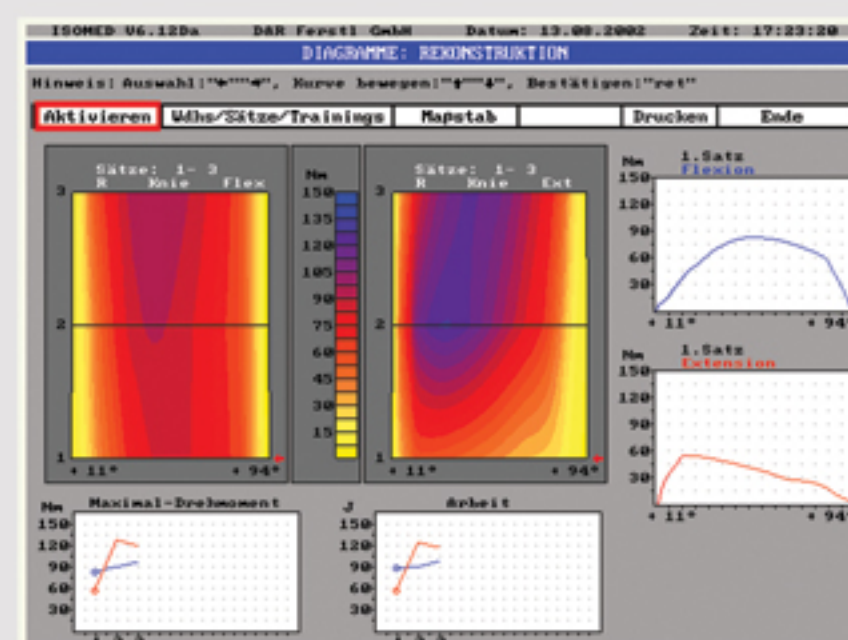 ISOMED V6.12Da DAR Ferstl GmbH Datum: 13.08.2002 Zeit: 17:23:20
DIAGRAMME: REKONSTRUKTION
Hinweis: Auswahl:"←""→", Kurve bewegen:"↑""↓", Bestätigen:"ret"
Aktivieren Wdhs/Sätze/Trainings Mapstab Drucken Ende
Sätze: 1- 3
R Knie Flex
3
2
1
11° 94°
Nm
150
135
120
105
90
75
60
45
30
15
Sätze: 1- 3
R Knie Ext
3
2
1
11° 94°
Nm 1.Satz
Flexion
150
120
90
60
30
11° 94°
Nm 1.Satz
Extension
150
120
90
60
30
11° 94°
Nm Maximal-Drehmoment
150
120
90
60
30
J Arbeit
150
120
90
60
30